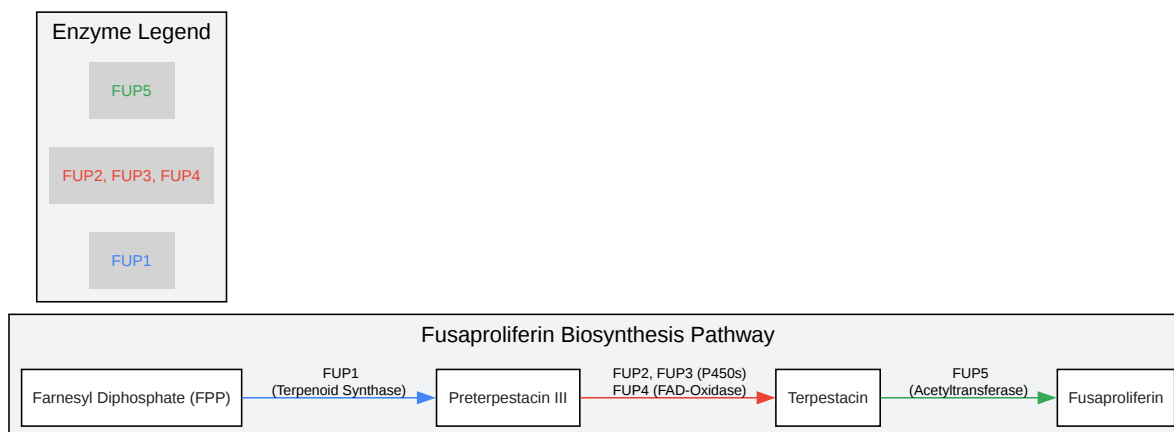 Enzyme Legend
FUP5
FUP2, FUP3, FUP4
FUP1
Fusaproliferin Biosynthesis Pathway
Farnesyl Diphosphate (FPP)
FUP1
(Terpenoid Synthase)
Preterpestacin III
FUP2, FUP3 (P450s)
FUP4 (FAD-Oxidase)
Terpestacin
FUP5
(Acetyltransferase)
Fusaproliferin